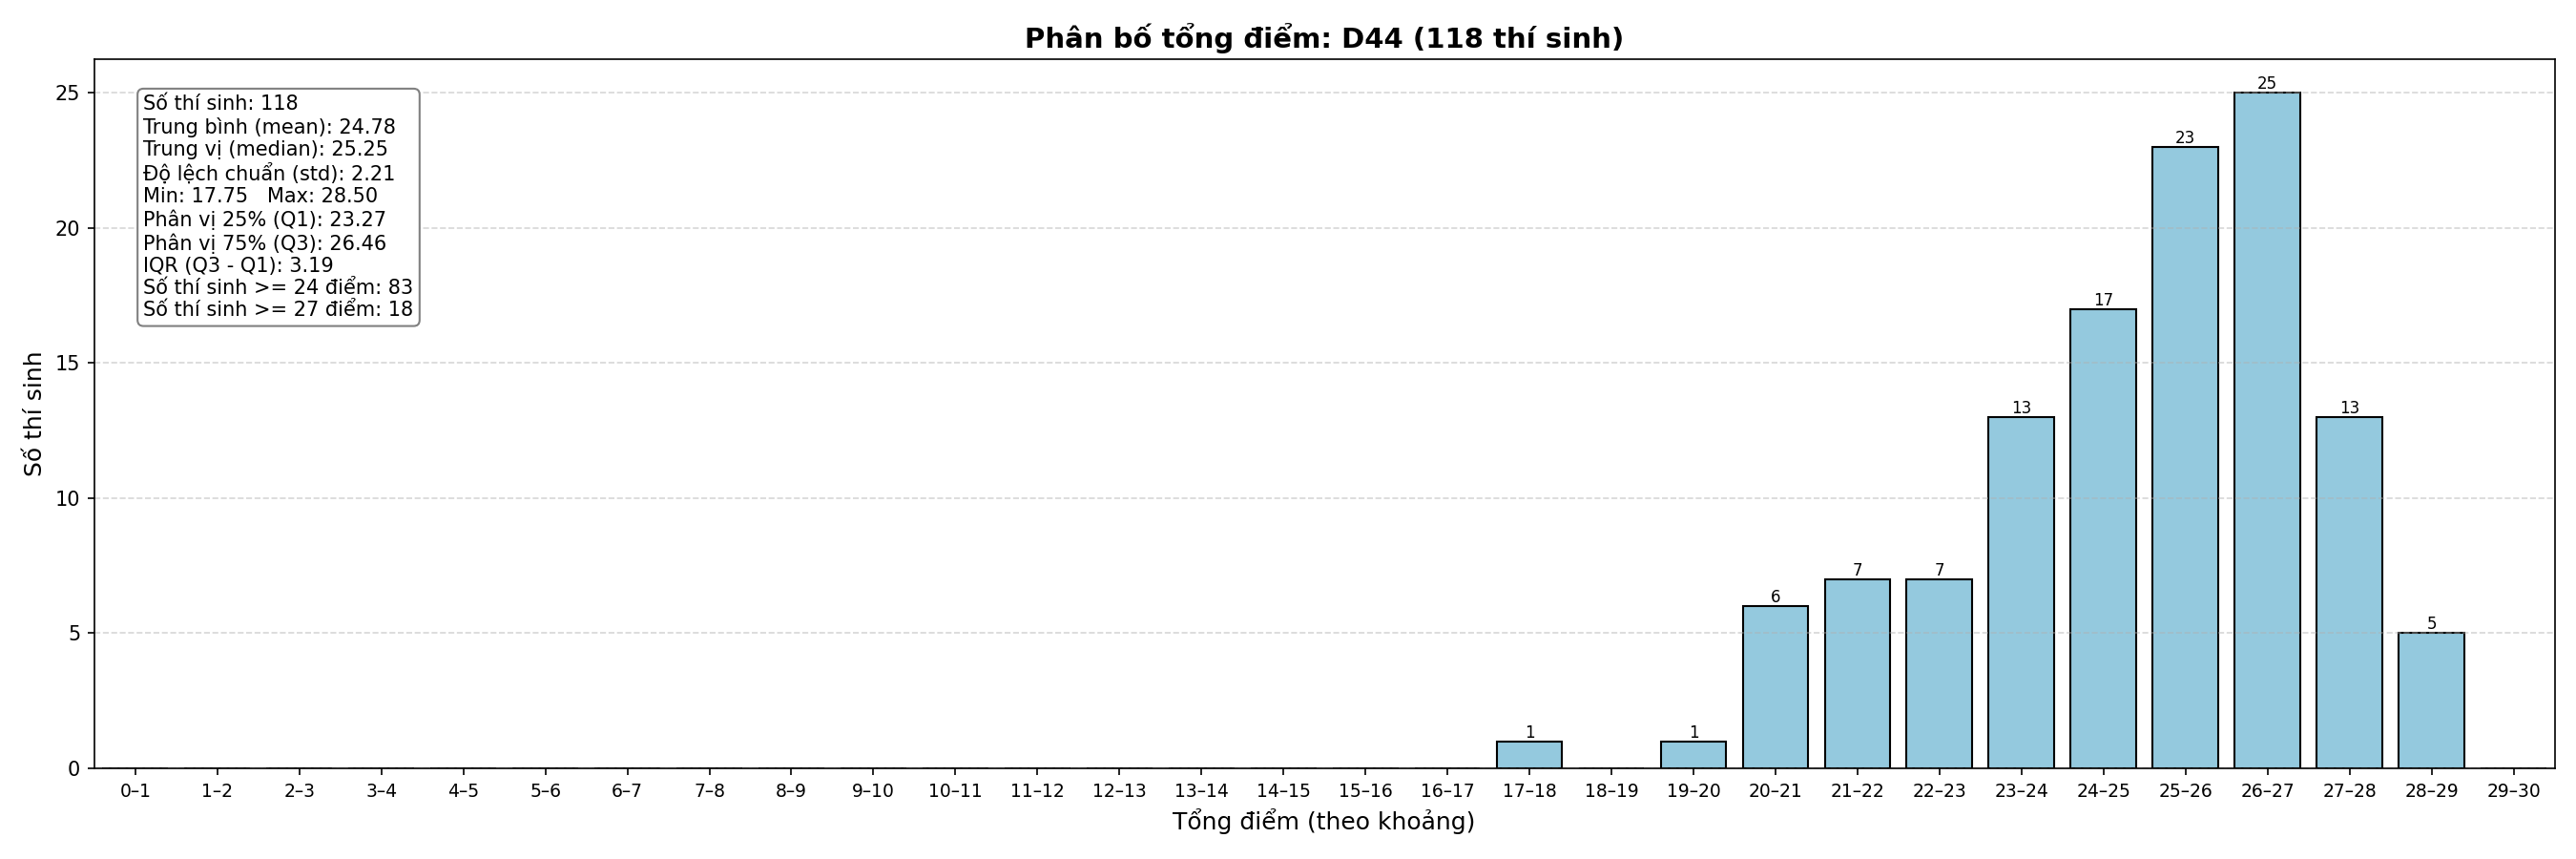 Phân bố tổng điểm: D44 (118 thí sinh)
Số thí sinh: 118
Trung bình (mean): 24.78
Trung vị (median): 25.25
Độ lệch chuẩn (std): 2.21
Min: 17.75   Max: 28.50
Phân vị 25% (Q1): 23.27
Phân vị 75% (Q3): 26.46
IQR (Q3 - Q1): 3.19
Số thí sinh >= 24 điểm: 83
Số thí sinh >= 27 điểm: 18
Số thí sinh
25
20
15
10
5
0
1
1
6
7
7
13
17
23
25
13
5
0–1 1–2 2–3 3–4 4–5 5–6 6–7 7–8 8–9 9–10 10–11 11–12 12–13 13–14 14–15 15–16 16–17 17–18 18–19 19–20 20–21 21–22 22–23 23–24 24–25 25–26 26–27 27–28 28–29 29–30
Tổng điểm (theo khoảng)